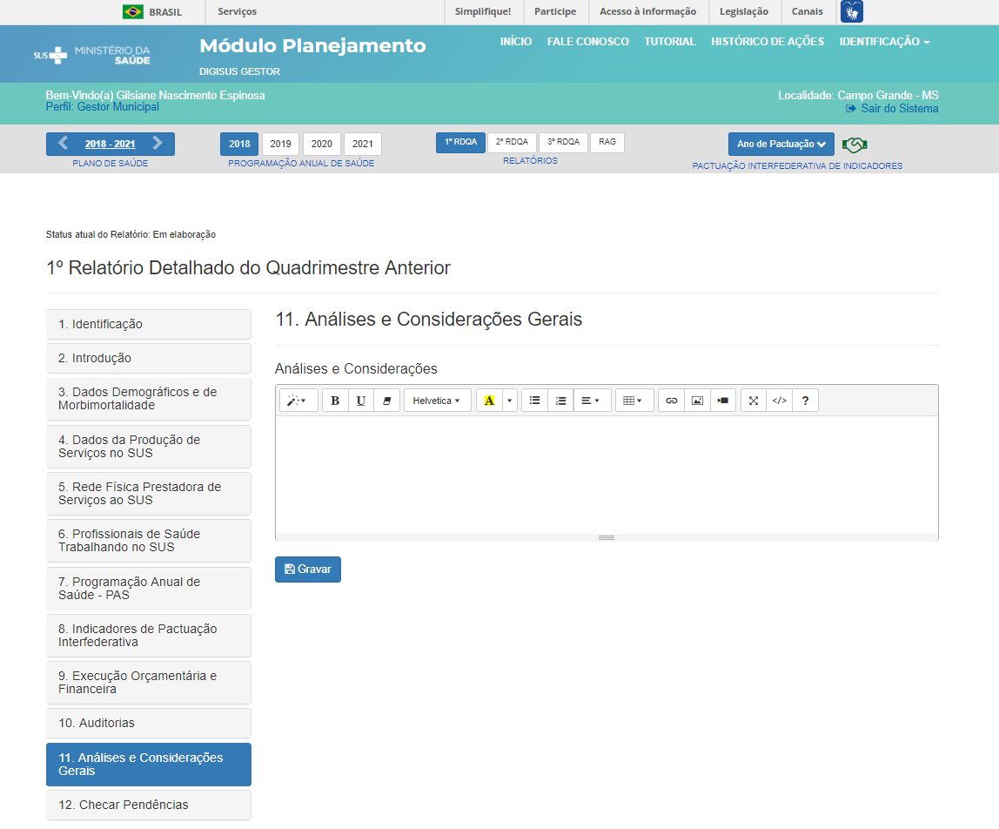 BRASIL
Serviços
Simplifique!
Participe
Acesso à informação
Legislação
Canais
SUS
MINISTÉRIO DA
SAÚDE
Módulo Planejamento
DIGISUS GESTOR
INÍCIO
FALE CONOSCO
TUTORIAL
HISTÓRICO DE AÇÕES
IDENTIFICAÇÃO
Bem-Vindo(a) Gilsiane Nascimento Espinosa
Perfil: Gestor Municipal
Localidade: Campo Grande - MS
Sair do Sistema
2018 - 2021
PLANO DE SAÚDE
2018
2019
2020
2021
PROGRAMAÇÃO ANUAL DE SAÚDE
1º RDQA
2º RDQA
3º RDQA
RAG
RELATÓRIOS
Ano de Pactuação
PACTUAÇÃO INTERFEDERATIVA DE INDICADORES
Status atual do Relatório: Em elaboração
1º Relatório Detalhado do Quadrimestre Anterior
1. Identificação
2. Introdução
3. Dados Demográficos e de
Morbimortalidade
4. Dados da Produção de
Serviços no SUS
5. Rede Física Prestadora de
Serviços ao SUS
6. Profissionais de Saúde
Trabalhando no SUS
7. Programação Anual de
Saúde - PAS
8. Indicadores de Pactuação
Interfederativa
9. Execução Orçamentária e
Financeira
10. Auditorias
11. Análises e Considerações
Gerais
12. Checar Pendências
11. Análises e Considerações Gerais
Análises e Considerações
B U Helvetica A </> ?
Gravar